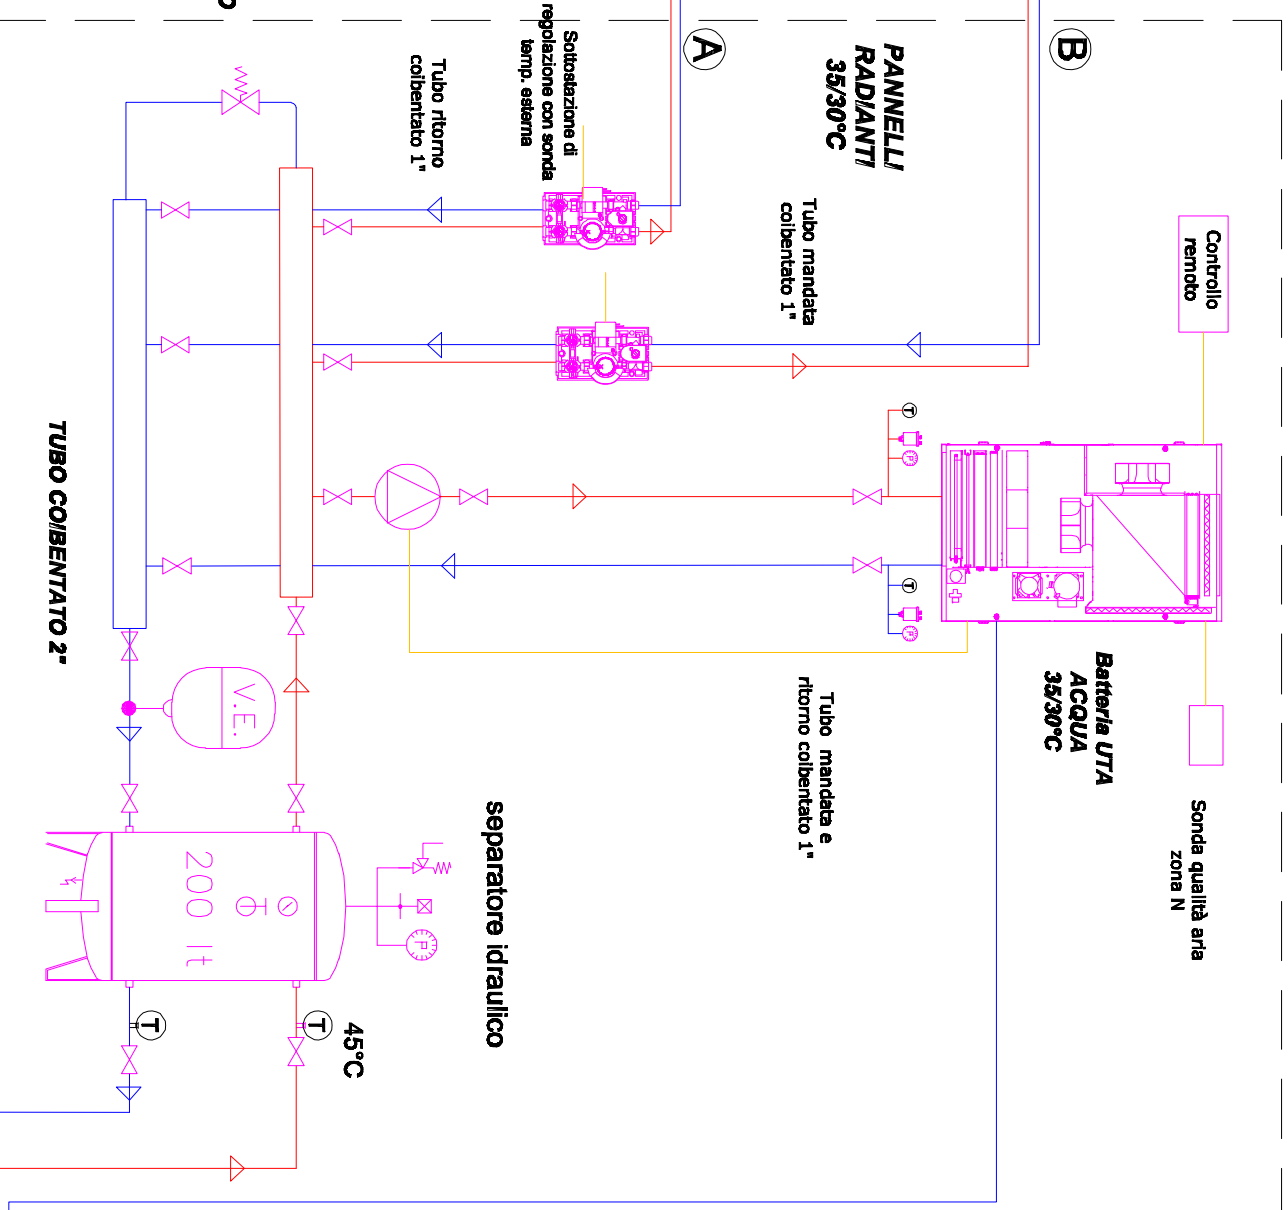 O
A
B
Sottostazione di
regolazione con sonda
temp. esterna
Tubo ritorno
coibentato 1"
PANNELLI
RADIANTI
35/30°C
Tubo mandata
coibentato 1"
Controllo
remoto
T
P
T
P
TUBO COIBENTATO 2"
V.E.
Batteria UTA
ACQUA
35/30°C
Tubo mandata e
ritorno coibentato 1"
Sonda qualità aria
zona N
separatore idraulico
200 lt
P
T
T
45°C